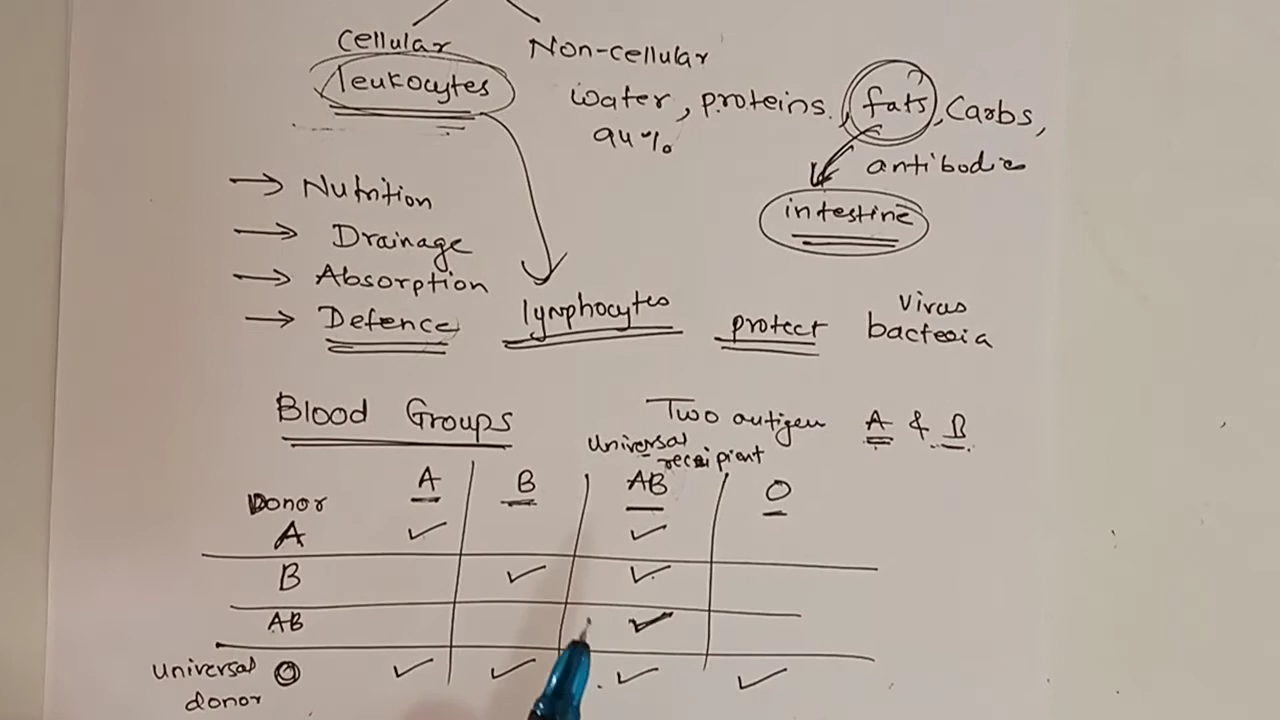 Cellular Non-cellular
leukocytes
water, proteins, fats, Carbs,
94%
antibodie
intestine
→ Nutrition
→ Drainage
→ Absorption
→ Defence
lymphocytes protect virus
bacteria
Blood Groups Two antigen A & B
universal
recipient
Donor A B AB O
A ✓ ✓
B ✓ ✓
AB ✓
universal O ✓ ✓ ✓ ✓
donor